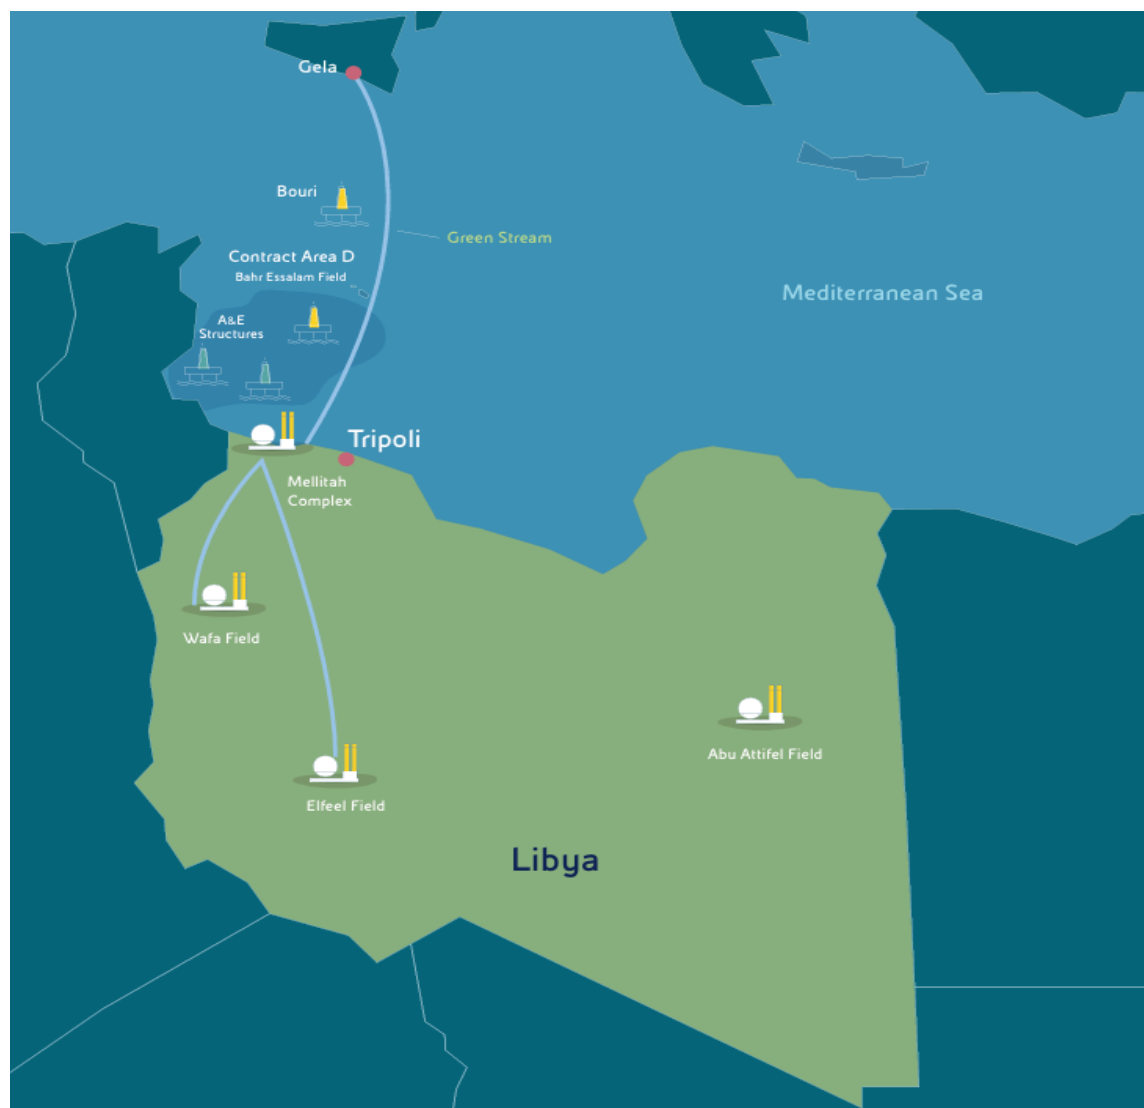 Gela
Bouri
Green Stream
Contract Area D
Bahr Essalam Field
Mediterranean Sea
A&E
Structures
Tripoli
Mellitah
Complex
Wafa Field
Abu Attifel Field
Elfeel Field
Libya